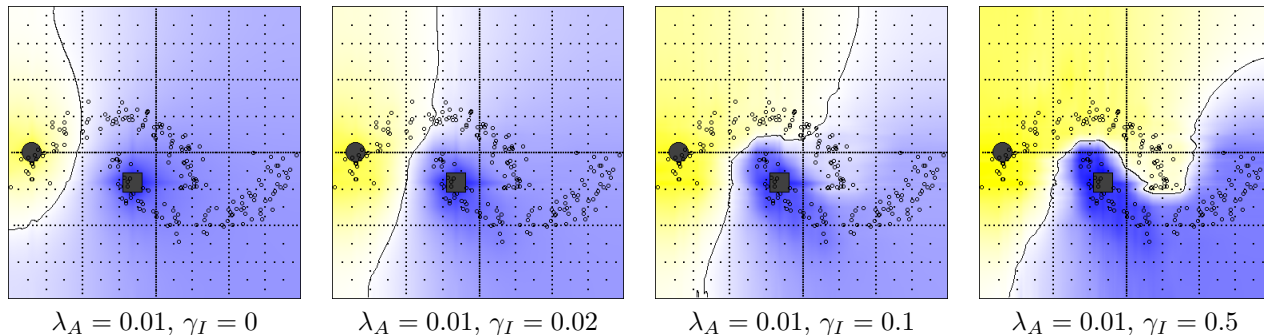 λ_A = 0.01, γ_I = 0
λ_A = 0.01, γ_I = 0.02
λ_A = 0.01, γ_I = 0.1
λ_A = 0.01, γ_I = 0.5